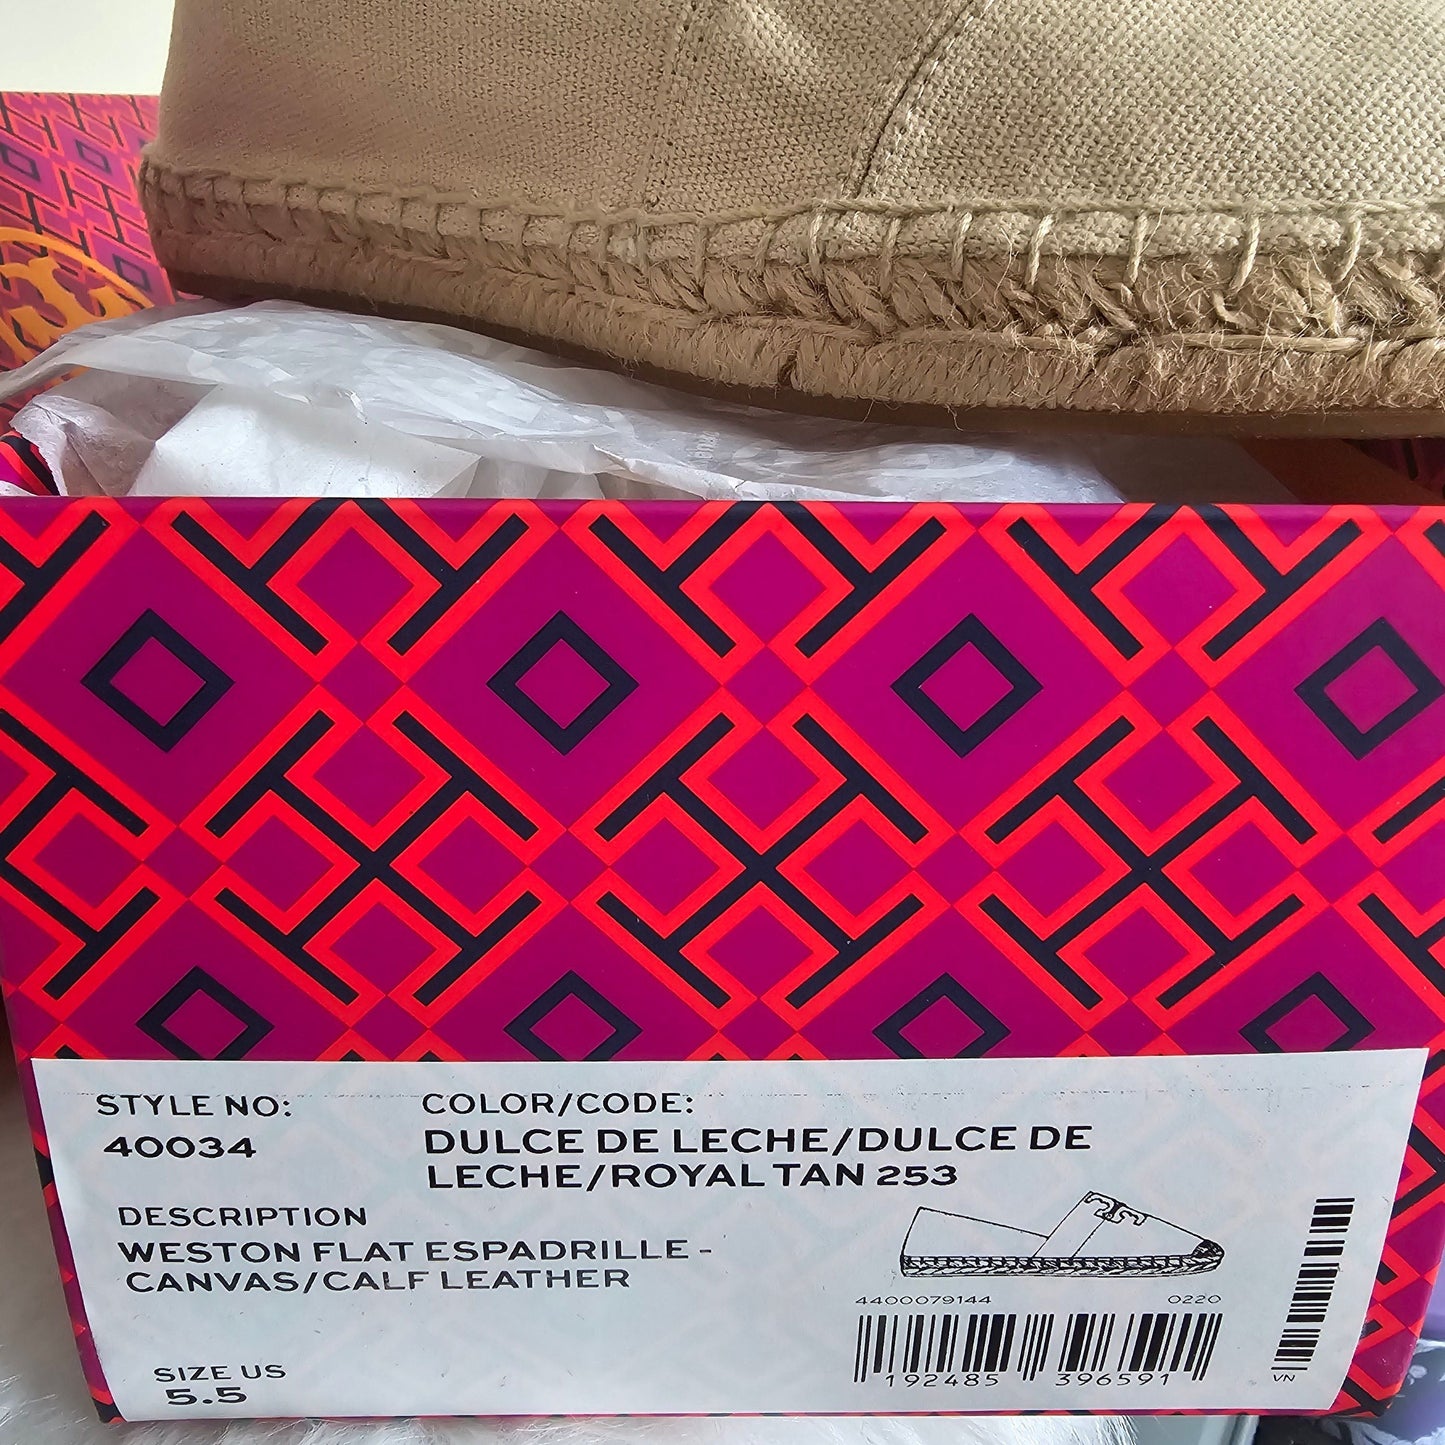 STYLE NO:
40034
COLOR/CODE:
DULCE DE LECHE/DULCE DE
LECHE/ROYAL TAN 253
DESCRIPTION
WESTON FLAT ESPADRILLE -
CANVAS/CALF LEATHER
SIZE US
5.5
4400079144 0220
192485 396591
VN